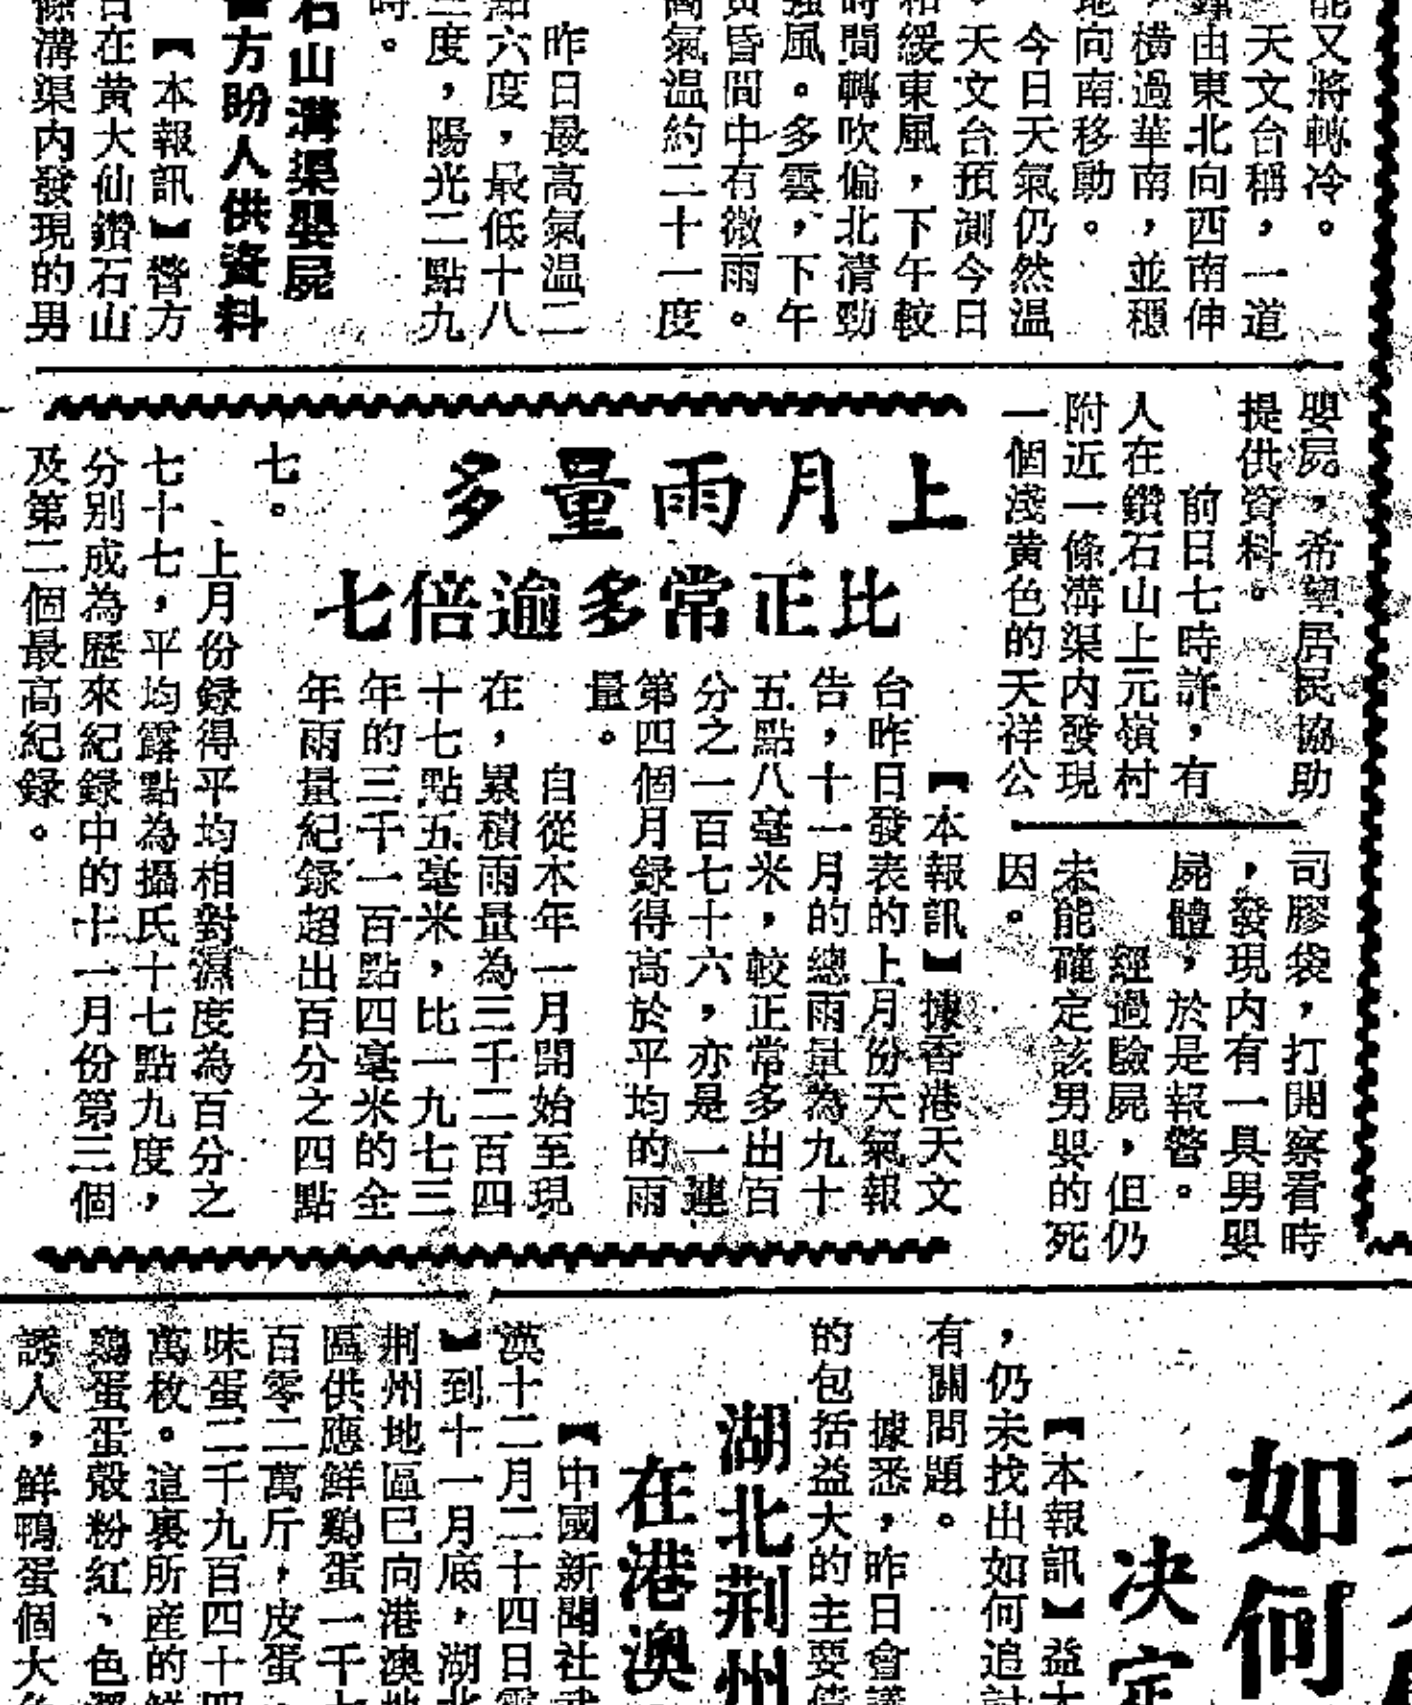 能又將轉冷。
天文台稱，一道
由東北向西南伸
橫過華南，並穩
地向南移動。
今日天氣仍然温
。天文台預測今日
和緩東風，下午較
時間轉吹偏北清勁
強風。多雲，下午
黃昏間中有微雨。
氣温約二十一度
昨日最高氣温二
點六度，最低十八
度，陽光二點九
時。
石山溝渠嬰屍
方盼人供資料
【本報訊】警方
日在黃大仙鑽石山
條溝渠內發現的男
嬰屍，希望居民協助
提供資料。
前日七時許，有
人在鑽石山上元嶺村
附近一條溝渠內發現
一個淺黄色的天祥公
司膠袋，打開察看時
，發現內有一具男嬰
屍體，於是報警。
經過驗屍，但仍
未能確定該男嬰的死
因。
上月雨量多
比正常多逾倍七
【本報訊】據香港天文
台昨日發表的上月份天氣報
告，十一月的總雨量為九十
五點八毫米，較正常多出百
分之一百七十六，亦是一連
第四個月録得高於平均的雨
量。
自從本年一月開始至現
在，累積雨量為三千二百四
十七點五毫米，比一九七三
年的三千一百點四毫米的全
年雨量紀録超出百分之四點
七。
上月份録得平均相對濕度為百分之
七十七，平均露點為攝氏十七點九度，
分别成為歷來紀録中的十一月份第三個
及第二個最高紀録。
如何
决定
【本報訊】益大
，仍未找出如何追討
有關問題。
據悉，昨日會議
的包括益大的主要債
湖北荆州
在港澳
【中國新聞社武
漢十二月二十四日電
】到十一月底，湖北
荆州地區已向港澳地
區供應鮮鷄蛋一千七
百零二萬斤，皮蛋、
味蛋二千九百四十四
萬枚。這裏所産的鮮
鷄蛋蛋殼粉紅、色澤
誘人，鮮鴨蛋個大